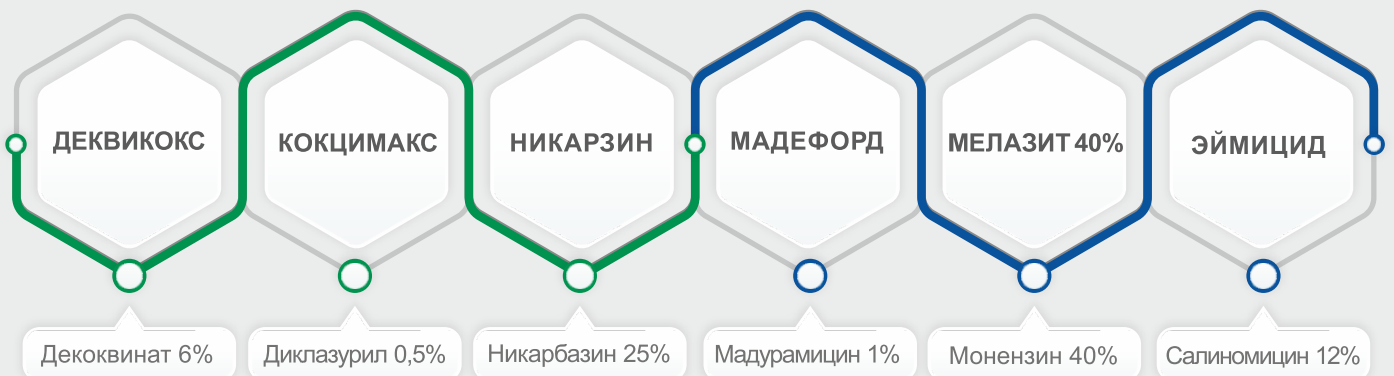 ДЕКВИКОКС
КОКЦИМАКС
НИКАРЗИН
МАДЕФОРД
МЕЛАЗИТ 40%
ЭЙМИЦИД
Декоквинат 6%
Диклазурил 0,5%
Никарбазин 25%
Мадурамицин 1%
Монензин 40%
Салиномицин 12%